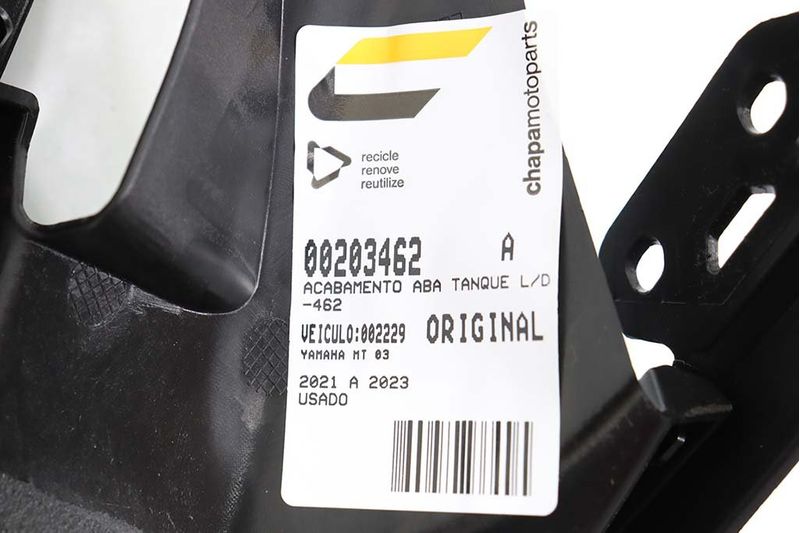 chapamotoparts
recicle
renove
reutilize
00203462 A
ACABAMENTO ABA TANQUE L/D
-462
VEICULO:002229 ORIGINAL
YAMAHA MT 03
2021 A 2023
USADO